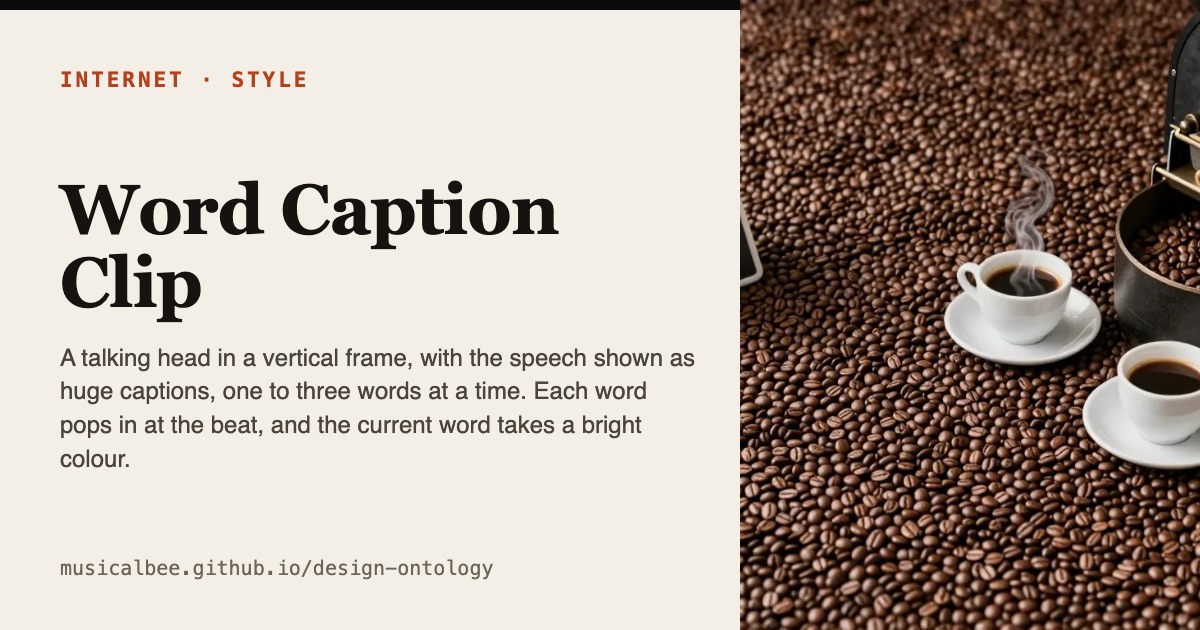 INTERNET · STYLE
Word Caption
Clip
A talking head in a vertical frame, with the speech shown as
huge captions, one to three words at a time. Each word
pops in at the beat, and the current word takes a bright
colour.
musicalbee.github.io/design-ontology